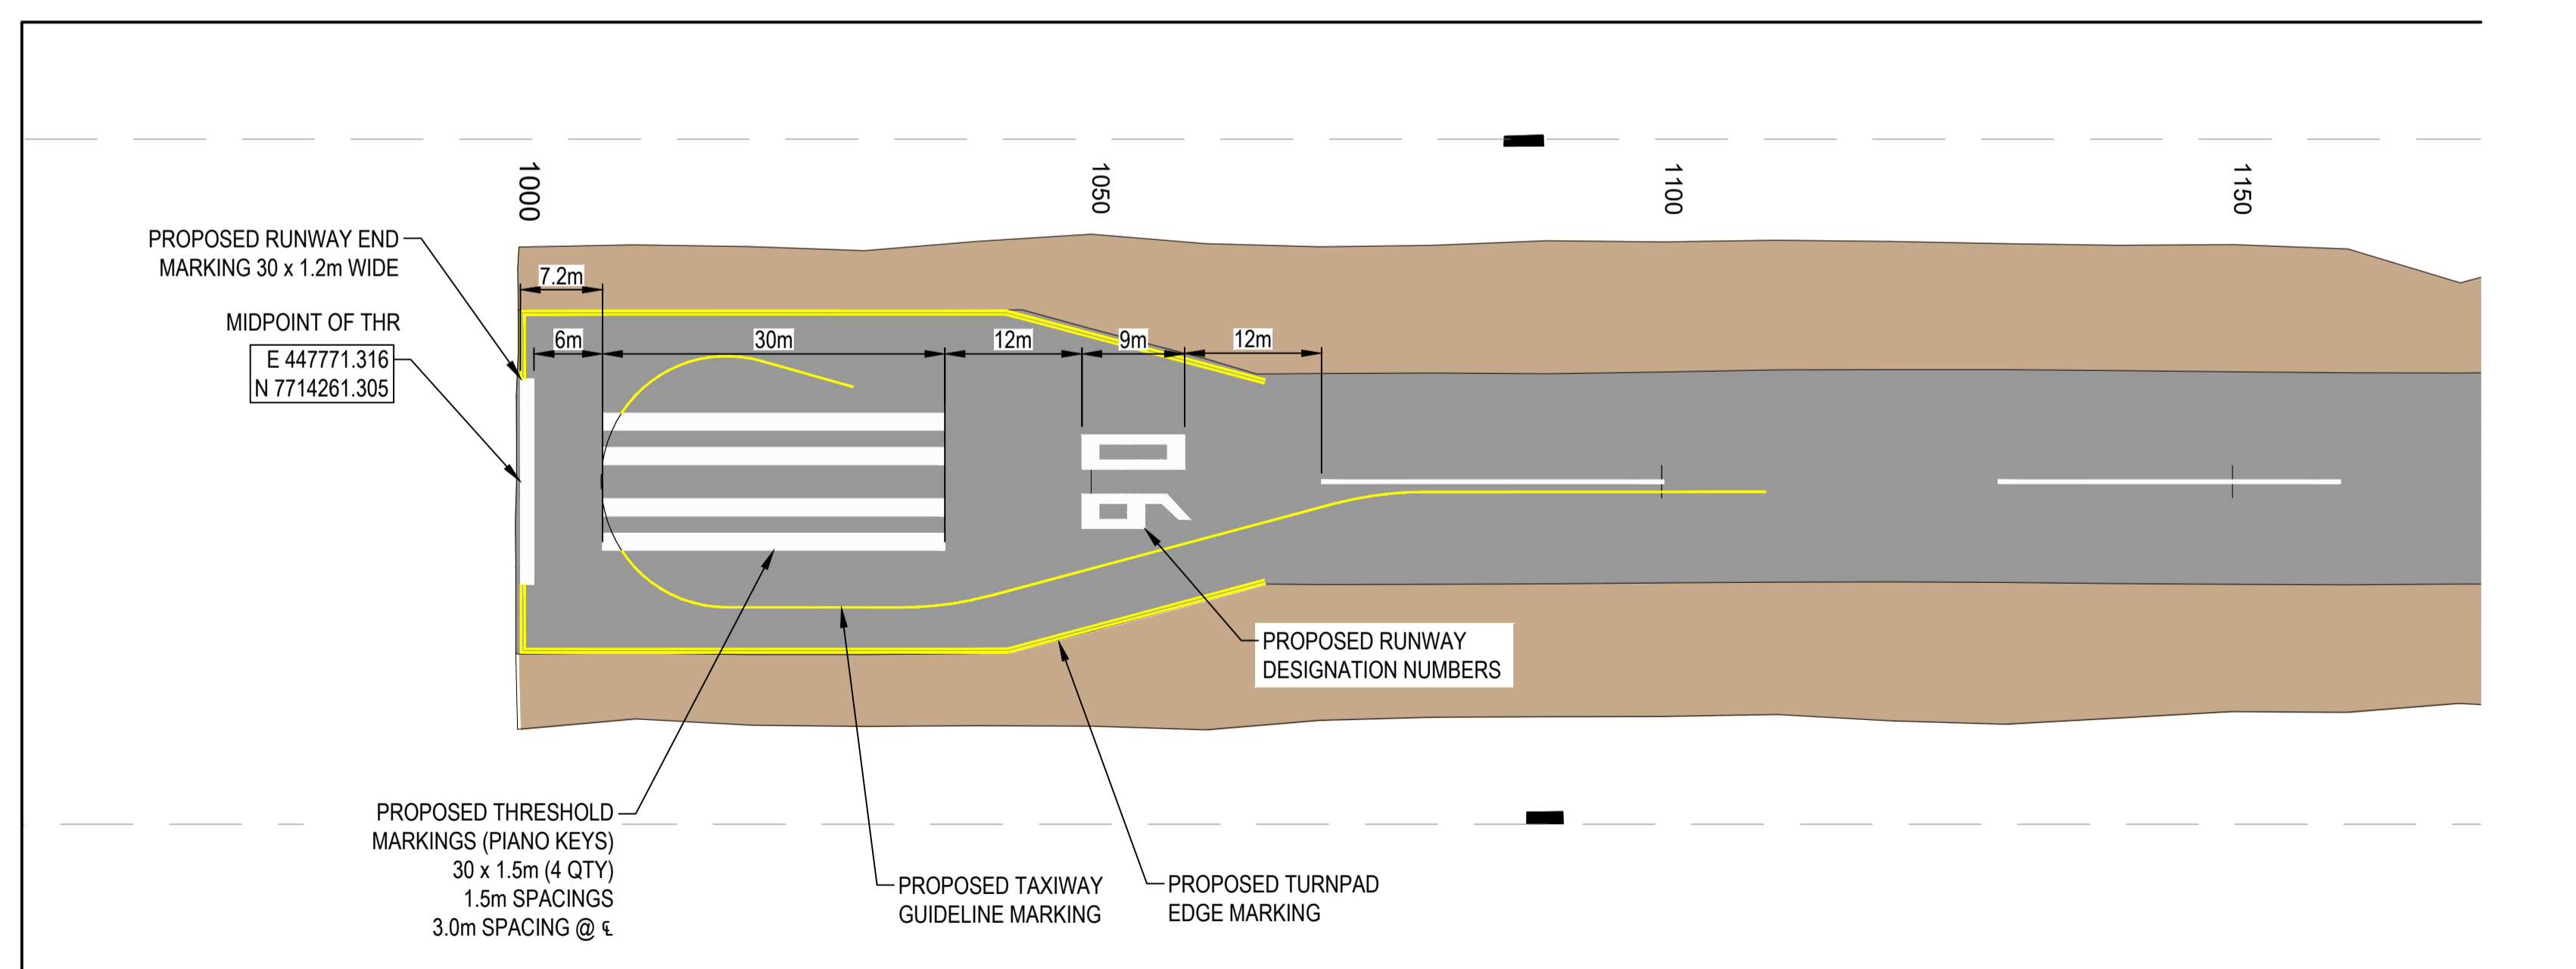 1000
1050
1100
1150
PROPOSED RUNWAY END
MARKING 30 x 1.2m WIDE
7.2m
MIDPOINT OF THR
E 447771.316
N 7714261.305
6m
30m
12m
9m
12m
06
PROPOSED RUNWAY
DESIGNATION NUMBERS
PROPOSED THRESHOLD
MARKINGS (PIANO KEYS)
30 x 1.5m (4 QTY)
1.5m SPACINGS
3.0m SPACING @ ℄
PROPOSED TAXIWAY
GUIDELINE MARKING
PROPOSED TURNPAD
EDGE MARKING